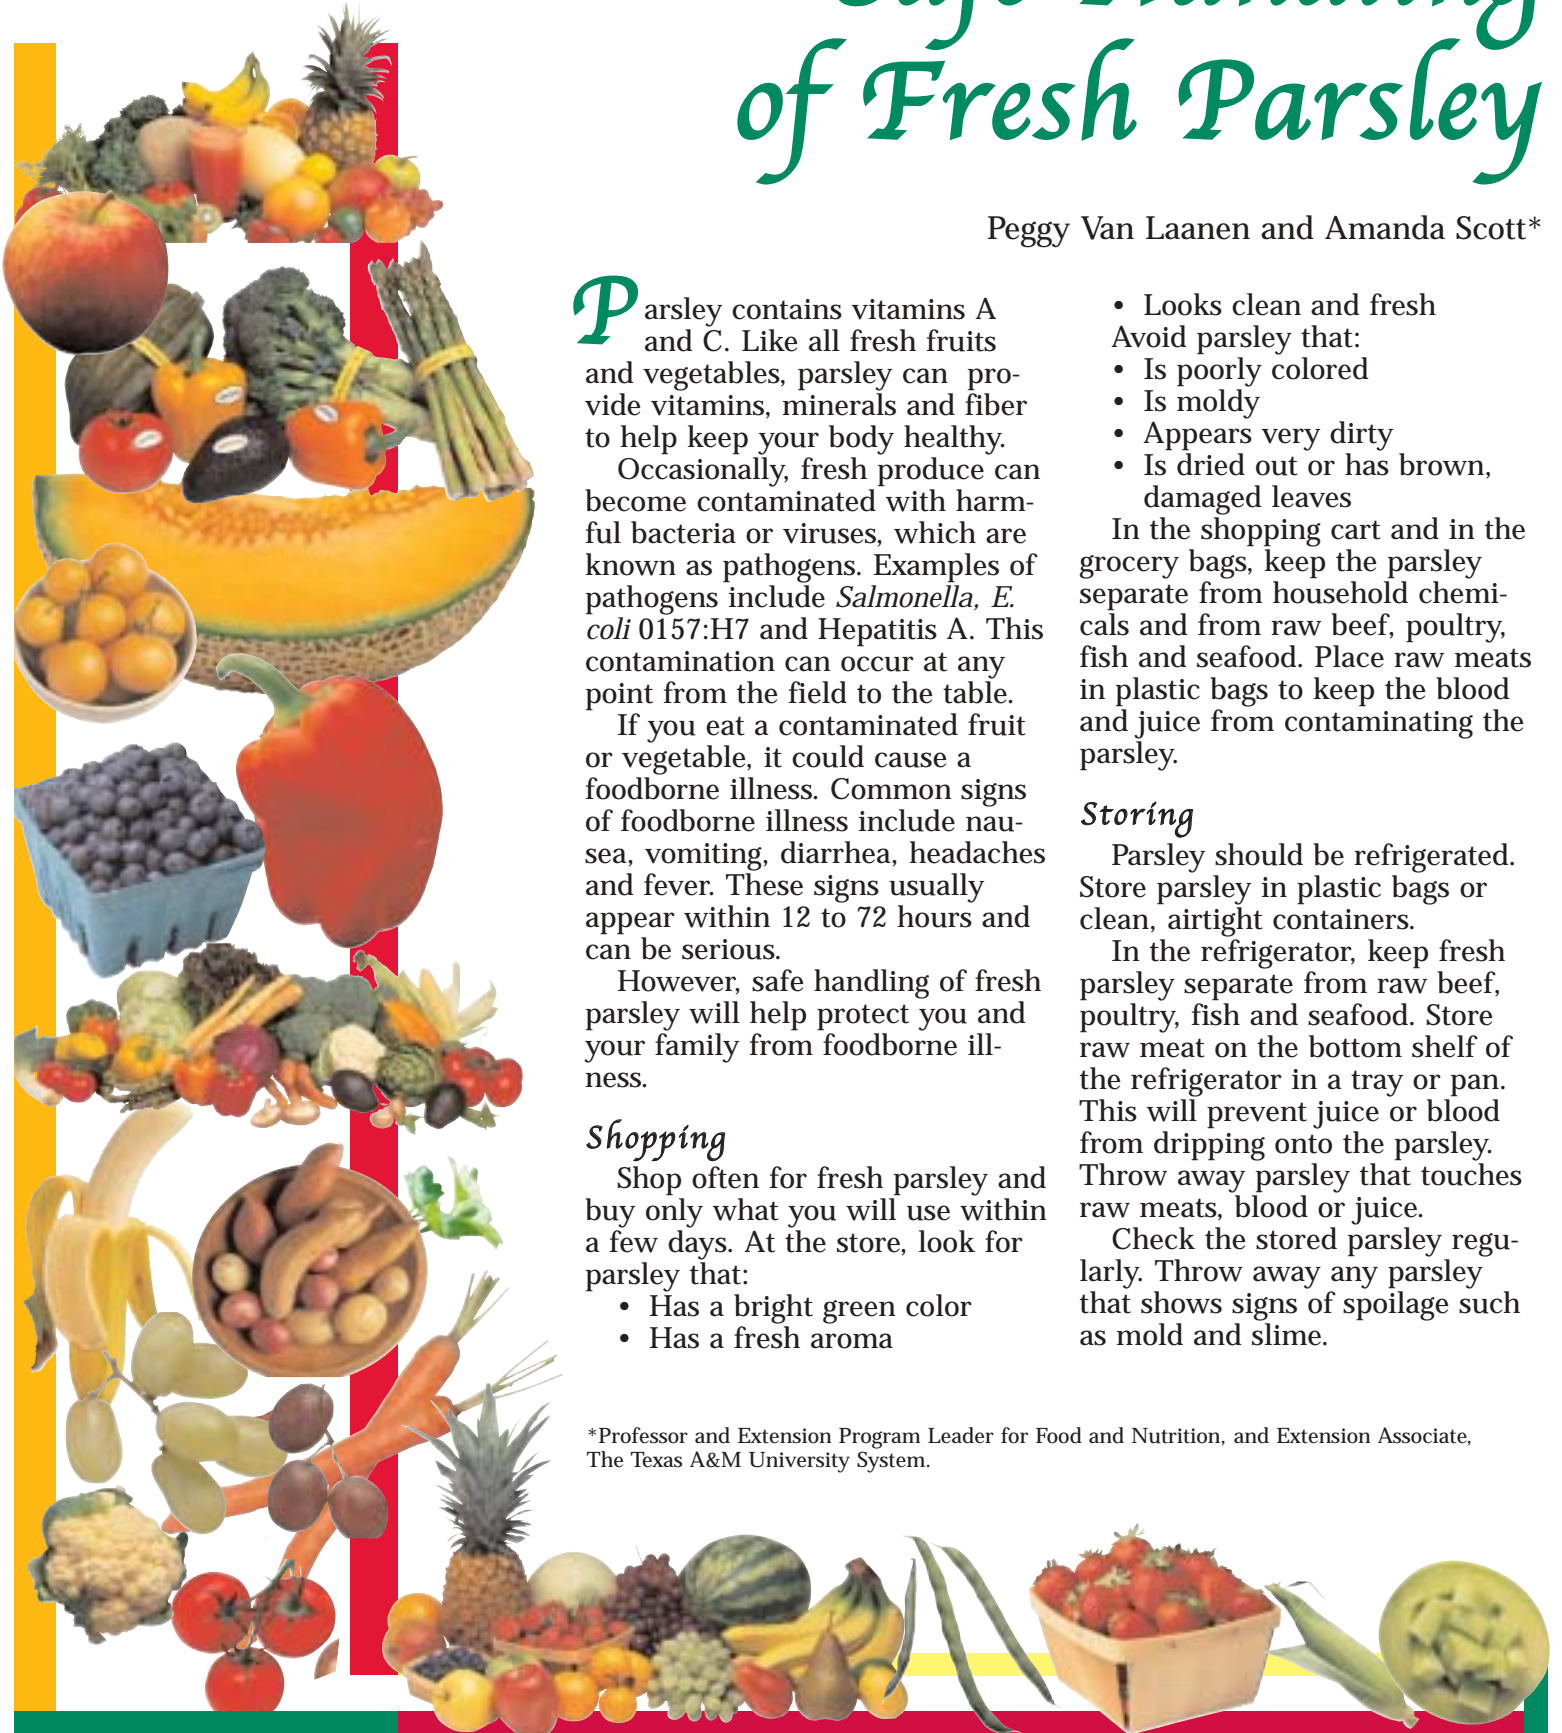 Safe Handling
of Fresh Parsley
Peggy Van Laanen and Amanda Scott*
Parsley contains vitamins A
and C. Like all fresh fruits
and vegetables, parsley can pro-
vide vitamins, minerals and fiber
to help keep your body healthy.
Occasionally, fresh produce can
become contaminated with harm-
ful bacteria or viruses, which are
known as pathogens. Examples of
pathogens include Salmonella, E.
coli 0157:H7 and Hepatitis A. This
contamination can occur at any
point from the field to the table.
If you eat a contaminated fruit
or vegetable, it could cause a
foodborne illness. Common signs
of foodborne illness include nau-
sea, vomiting, diarrhea, headaches
and fever. These signs usually
appear within 12 to 72 hours and
can be serious.
However, safe handling of fresh
parsley will help protect you and
your family from foodborne ill-
ness.
Shopping
Shop often for fresh parsley and
buy only what you will use within
a few days. At the store, look for
parsley that:
• Has a bright green color
• Has a fresh aroma
• Looks clean and fresh
Avoid parsley that:
• Is poorly colored
• Is moldy
• Appears very dirty
• Is dried out or has brown,
damaged leaves
In the shopping cart and in the
grocery bags, keep the parsley
separate from household chemi-
cals and from raw beef, poultry,
fish and seafood. Place raw meats
in plastic bags to keep the blood
and juice from contaminating the
parsley.
Storing
Parsley should be refrigerated.
Store parsley in plastic bags or
clean, airtight containers.
In the refrigerator, keep fresh
parsley separate from raw beef,
poultry, fish and seafood. Store
raw meat on the bottom shelf of
the refrigerator in a tray or pan.
This will prevent juice or blood
from dripping onto the parsley.
Throw away parsley that touches
raw meats, blood or juice.
Check the stored parsley regu-
larly. Throw away any parsley
that shows signs of spoilage such
as mold and slime.
*Professor and Extension Program Leader for Food and Nutrition, and Extension Associate,
The Texas A&M University System.